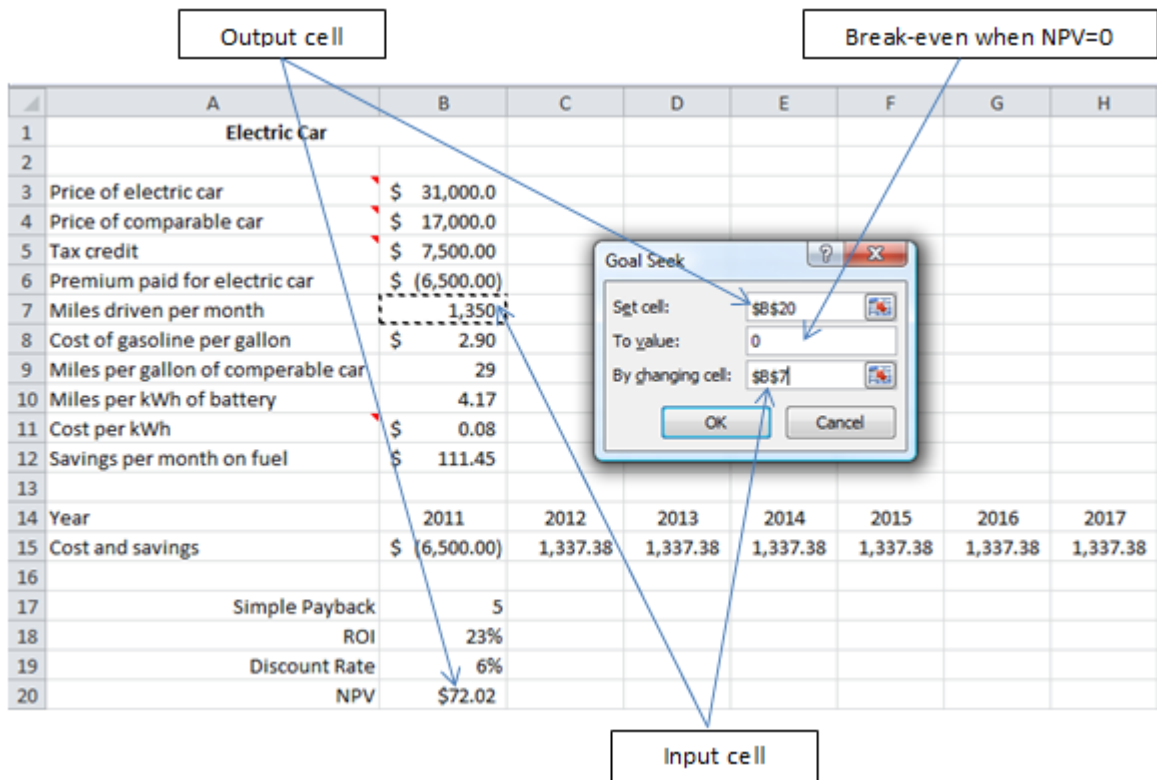 Output cell
Break-even when NPV=0
A B C D E F G H
1 Electric Car
2
3 Price of electric car $ 31,000.0
4 Price of comparable car $ 17,000.0
5 Tax credit $ 7,500.00
6 Premium paid for electric car $ (6,500.00)
7 Miles driven per month 1,350
8 Cost of gasoline per gallon $ 2.90
9 Miles per gallon of comperable car 29
10 Miles per kWh of battery 4.17
11 Cost per kWh $ 0.08
12 Savings per month on fuel $ 111.45
13
14 Year 2011 2012 2013 2014 2015 2016 2017
15 Cost and savings $ (6,500.00) 1,337.38 1,337.38 1,337.38 1,337.38 1,337.38 1,337.38
16
17 Simple Payback 5
18 ROI 23%
19 Discount Rate 6%
20 NPV $72.02
Goal Seek ? X
Set cell: $B$20
To value: 0
By changing cell: $B$7
OK Cancel
Input cell